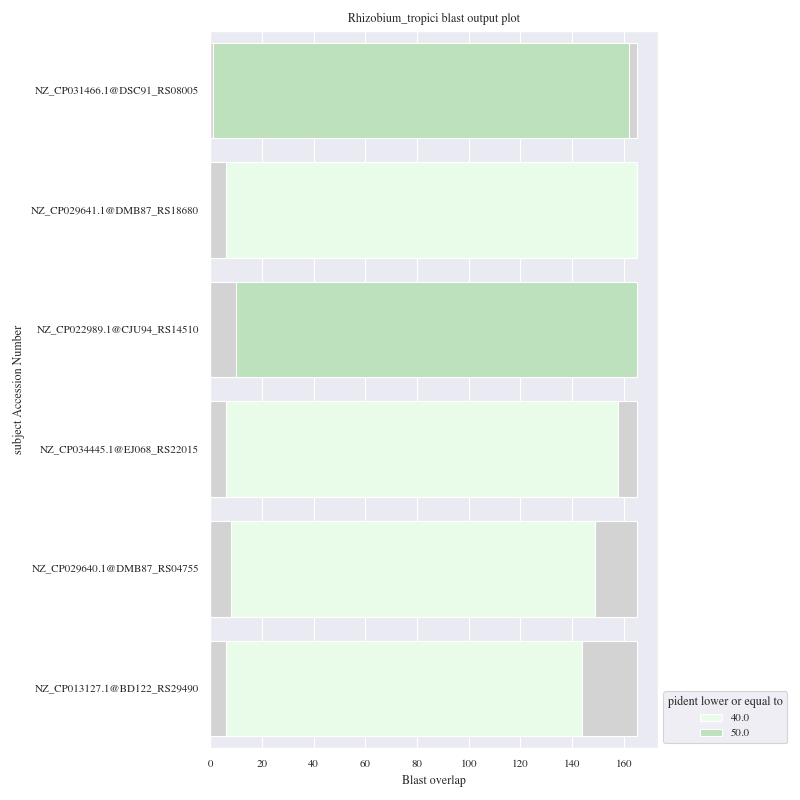 Rhizobium_tropici blast output plot
NZ_CP031466.1@DSC91_RS08005
NZ_CP029641.1@DMB87_RS18680
NZ_CP022989.1@CJU94_RS14510
NZ_CP034445.1@EJ068_RS22015
NZ_CP029640.1@DMB87_RS04755
NZ_CP013127.1@BD122_RS29490
subject Accession Number
0 20 40 60 80 100 120 140 160
Blast overlap
pident lower or equal to
40.0
50.0